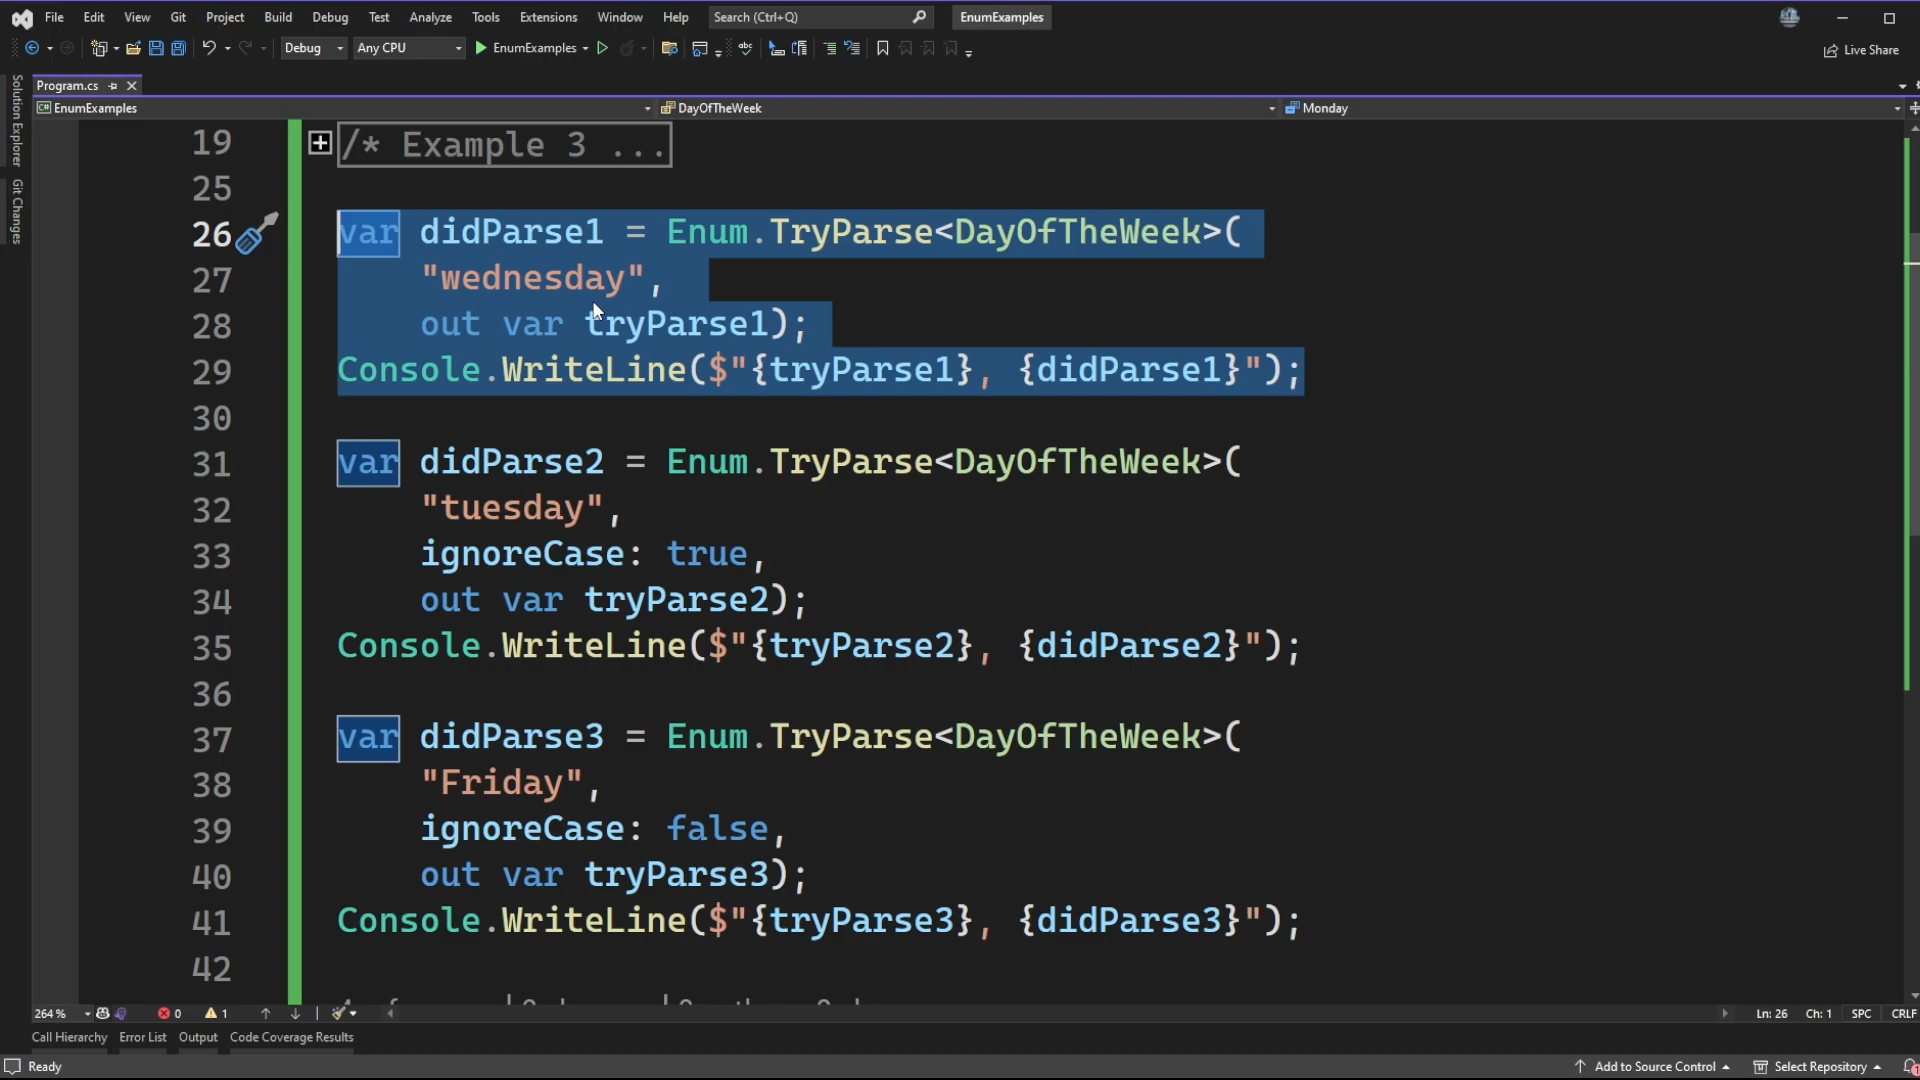 File Edit View Git Project Build Debug Test Analyze Tools Extensions Window Help Search (Ctrl+Q) EnumExamples
Debug Any CPU EnumExamples Live Share
Program.cs
C# EnumExamples DayOfTheWeek Monday
Solution Explorer
Git Changes
19 /* Example 3 ...
25
26 var didParse1 = Enum.TryParse<DayOfTheWeek>(
27 "wednesday",
28 out var tryParse1);
29 Console.WriteLine($"{tryParse1}, {didParse1}");
30
31 var didParse2 = Enum.TryParse<DayOfTheWeek>(
32 "tuesday",
33 ignoreCase: true,
34 out var tryParse2);
35 Console.WriteLine($"{tryParse2}, {didParse2}");
36
37 var didParse3 = Enum.TryParse<DayOfTheWeek>(
38 "Friday",
39 ignoreCase: false,
40 out var tryParse3);
41 Console.WriteLine($"{tryParse3}, {didParse3}");
42
264 % 0 1 Ln: 26 Ch: 1 SPC CRLF
Call Hierarchy Error List Output Code Coverage Results
Ready Add to Source Control Select Repository 1